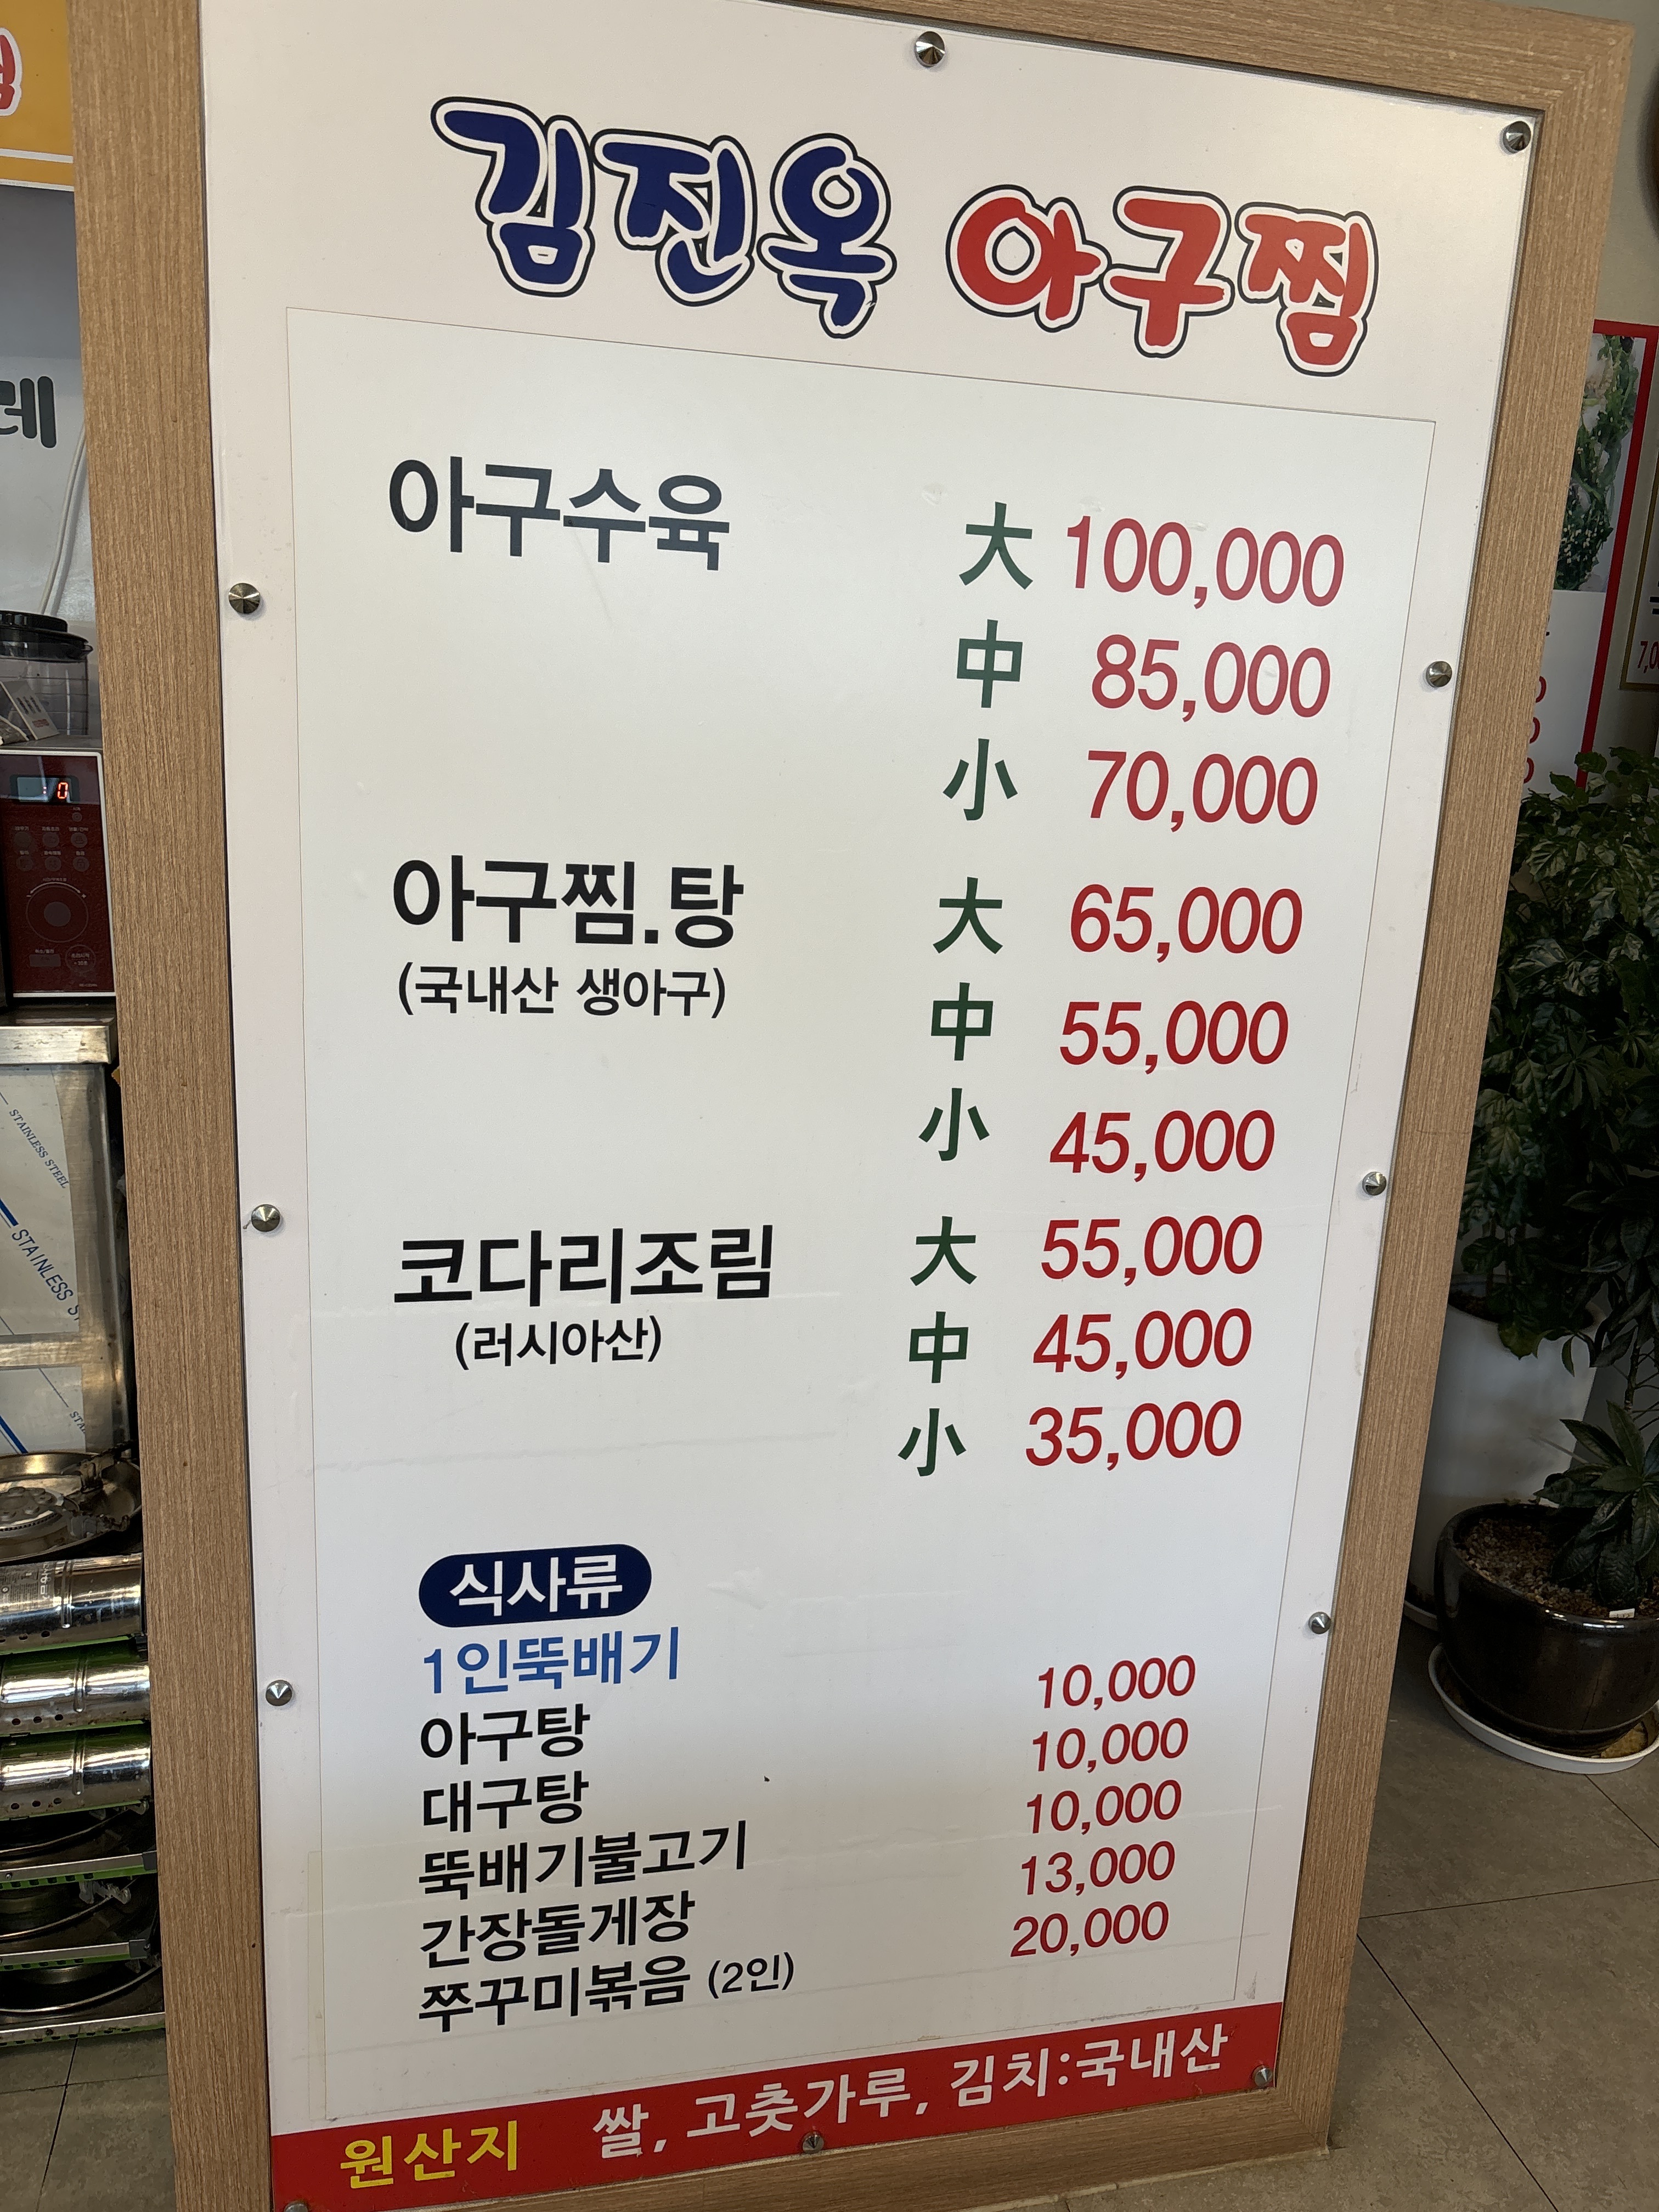 김진옥 아구찜
아구수육 大 100,000
中 85,000
小 70,000
아구찜.탕 大 65,000
(국내산 생아구) 中 55,000
小 45,000
코다리조림 大 55,000
(러시아산) 中 45,000
小 35,000
식사류
1인뚝배기
아구탕 10,000
대구탕 10,000
뚝배기불고기 10,000
간장돌게장 13,000
쭈꾸미볶음 (2인) 20,000
원산지 쌀, 고춧가루, 김치:국내산
레
STAINLESS STEEL
STAINLESS